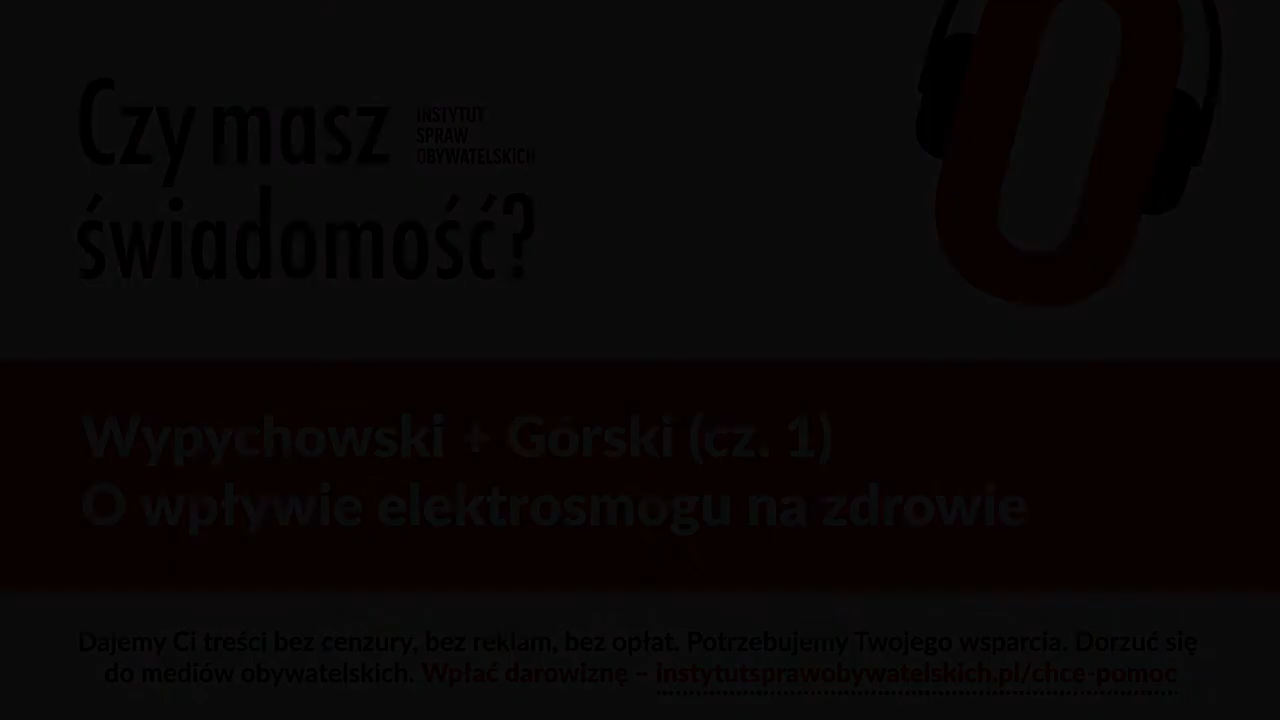 Czy masz
INSTYTUT
SPRAW
OBYWATELSKICH
świadomość?
Wypychowski + Górski (cz. 1)
O wpływie elektrosmogu na zdrowie
Dajemy Ci treści bez cenzury, bez reklam, bez opłat. Potrzebujemy Twojego wsparcia. Dorzuć się
do mediów obywatelskich. Wpłać darowiznę – instytutsprawobywatelskich.pl/chce-pomoc